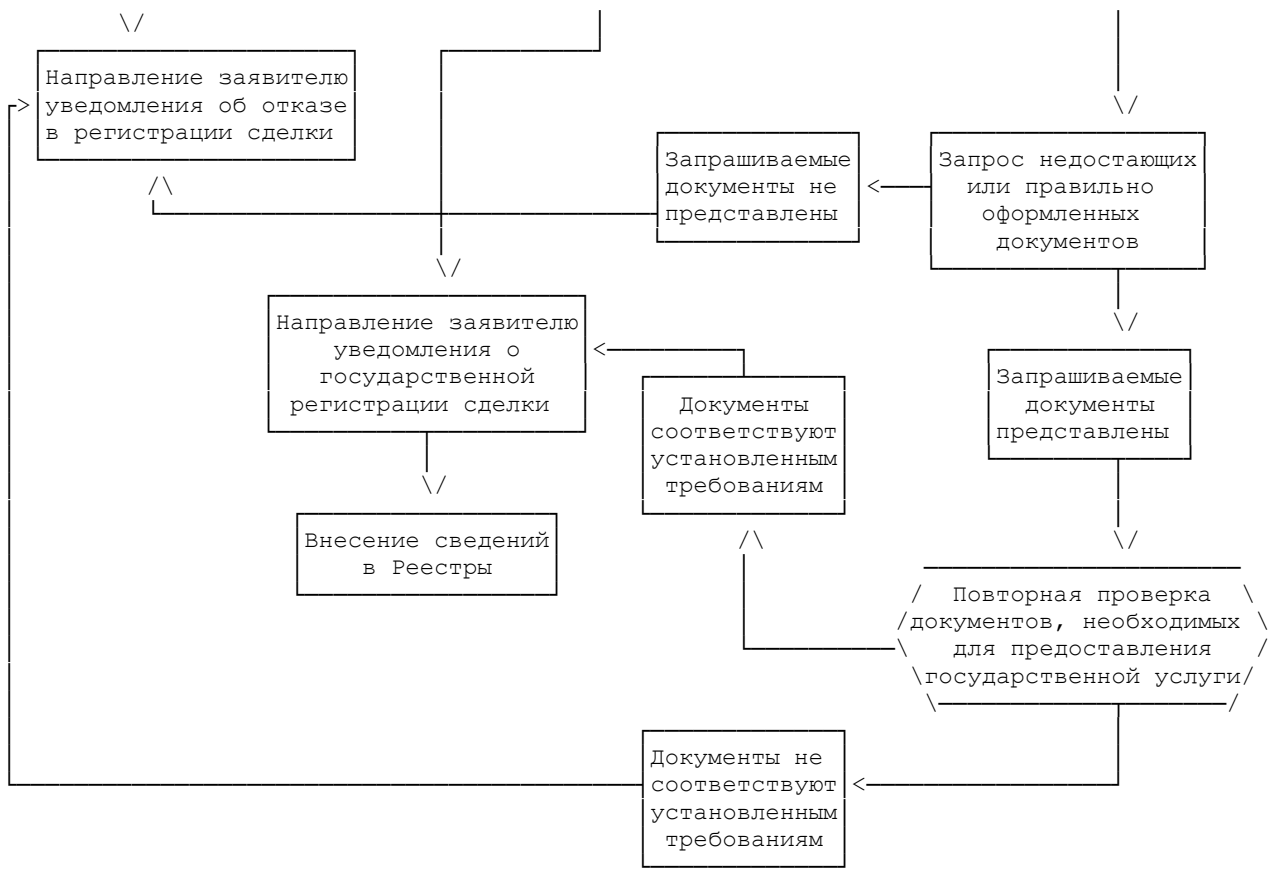 Направление заявителю
уведомления об отказе
в регистрации сделки
Запрашиваемые
документы не
представлены
Запрос недостающих
или правильно
оформленных
документов
Направление заявителю
уведомления о
государственной
регистрации сделки
Документы
соответствуют
установленным
требованиям
Запрашиваемые
документы
представлены
Внесение сведений
в Реестры
Повторная проверка
документов, необходимых
для предоставления
государственной услуги
Документы не
соответствуют
установленным
требованиям